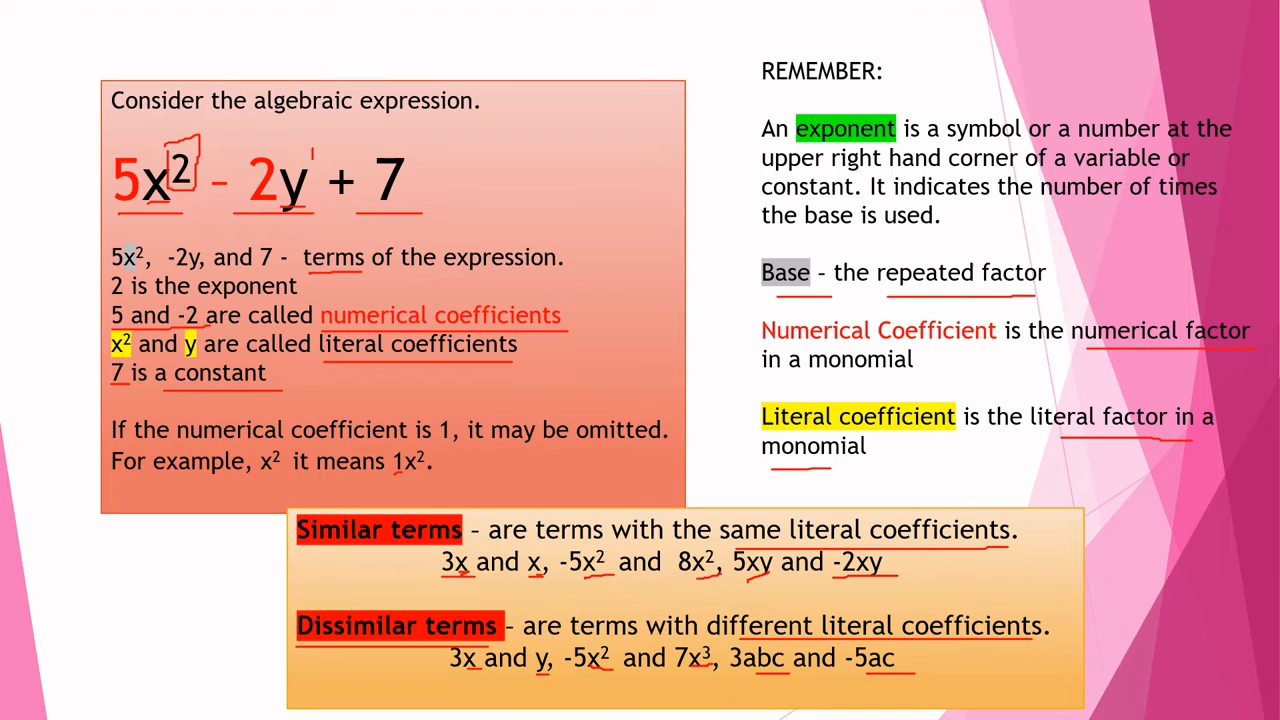 Consider the algebraic expression.
5x² – 2y' + 7
5x², -2y, and 7 - terms of the expression.
2 is the exponent
5 and -2 are called numerical coefficients
x² and y are called literal coefficients
7 is a constant
If the numerical coefficient is 1, it may be omitted.
For example, x² it means 1x².
REMEMBER:
An exponent is a symbol or a number at the
upper right hand corner of a variable or
constant. It indicates the number of times
the base is used.
Base – the repeated factor
Numerical Coefficient is the numerical factor
in a monomial
Literal coefficient is the literal factor in a
monomial
Similar terms – are terms with the same literal coefficients.
3x and x, -5x² and 8x², 5xy and -2xy
Dissimilar terms – are terms with different literal coefficients.
3x and y, -5x² and 7x³, 3abc and -5ac